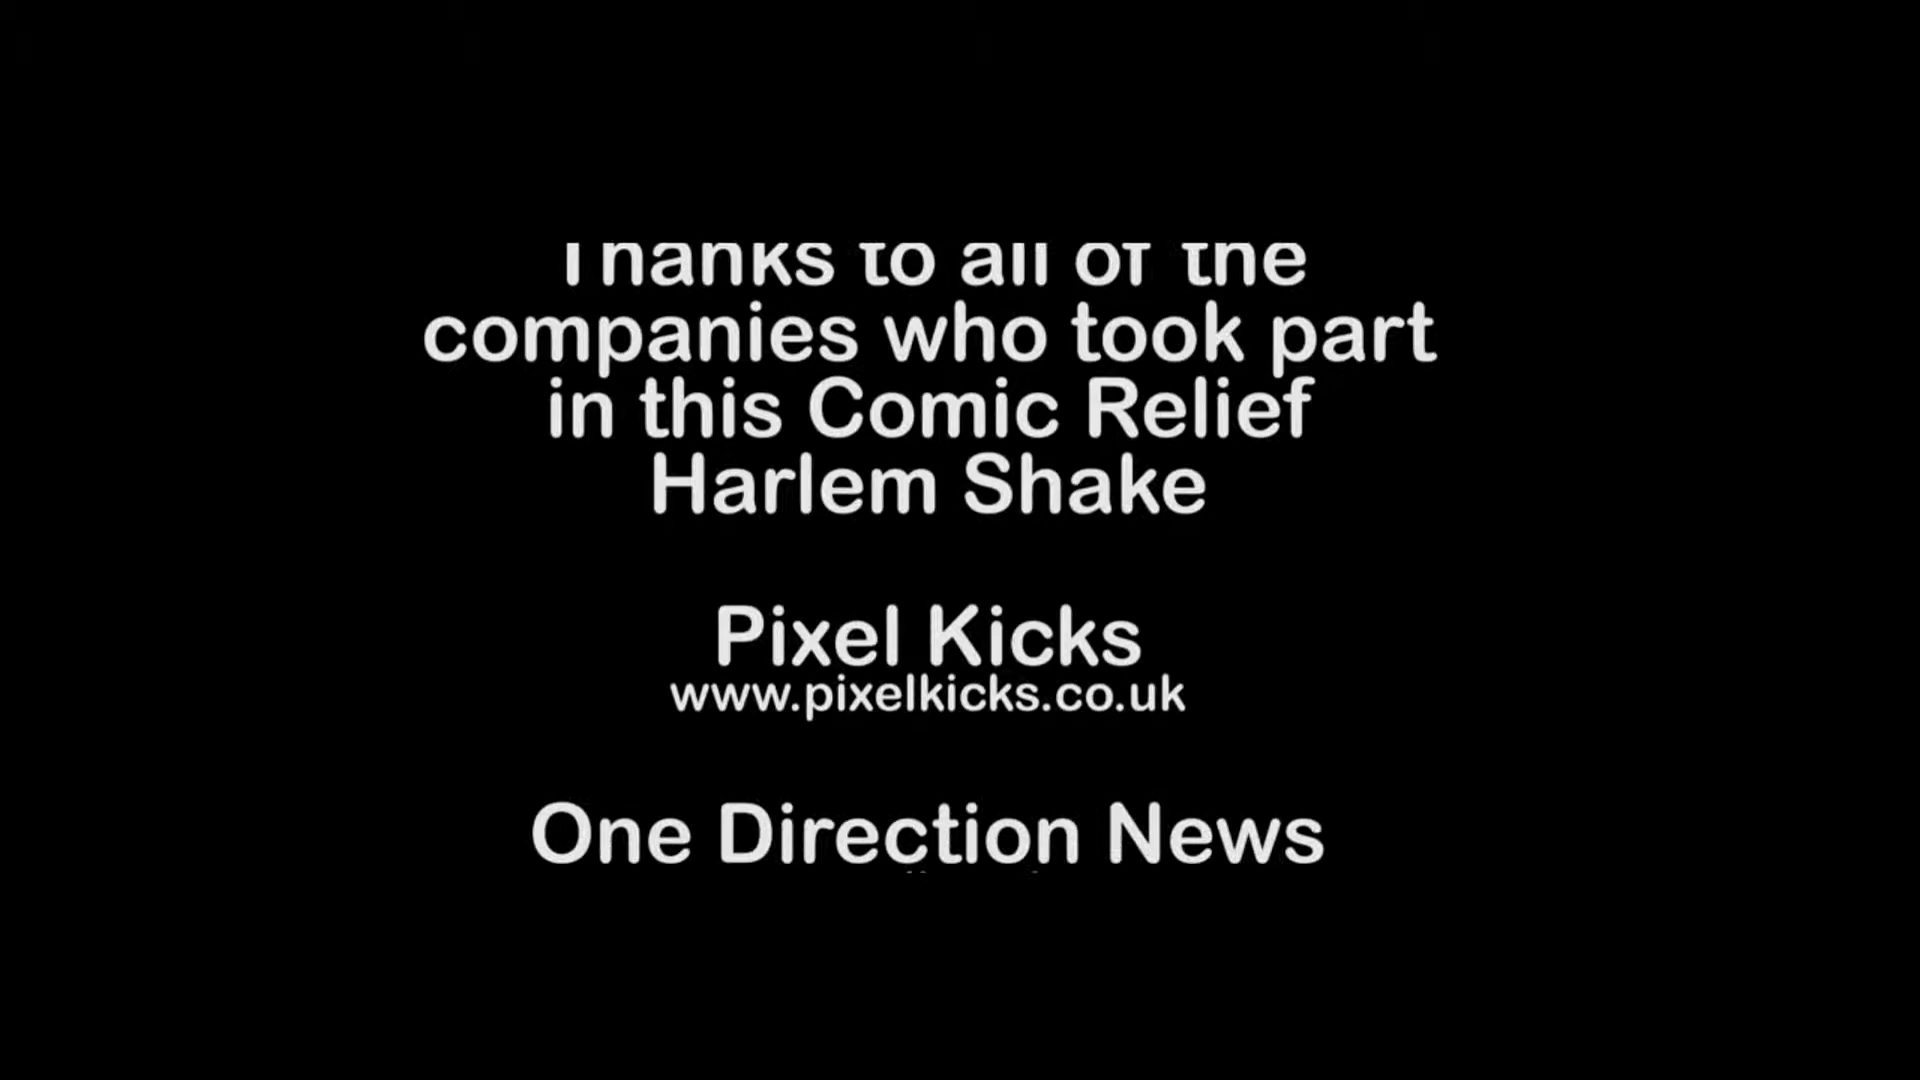 Thanks to all of the
companies who took part
in this Comic Relief
Harlem Shake
Pixel Kicks
www.pixelkicks.co.uk
One Direction News